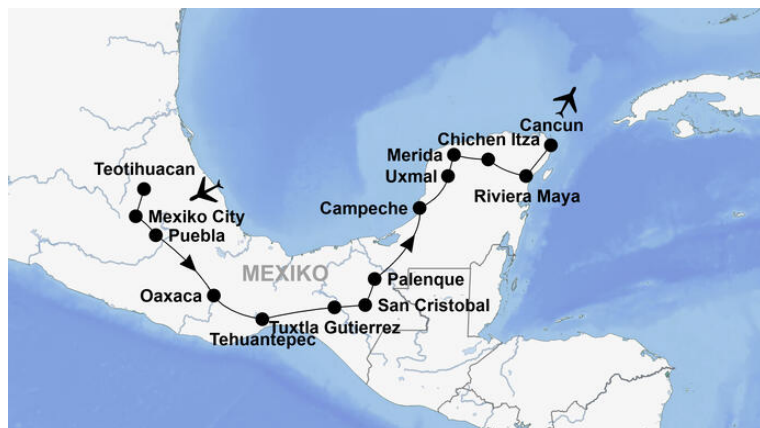 Cancun
Chichen Itza
Merida
Teotihuacan
Uxmal
Riviera Maya
Campeche
Mexiko City
Puebla
MEXIKO
Palenque
Oaxaca
San Cristobal
Tuxtla Gutierrez
Tehuantepec